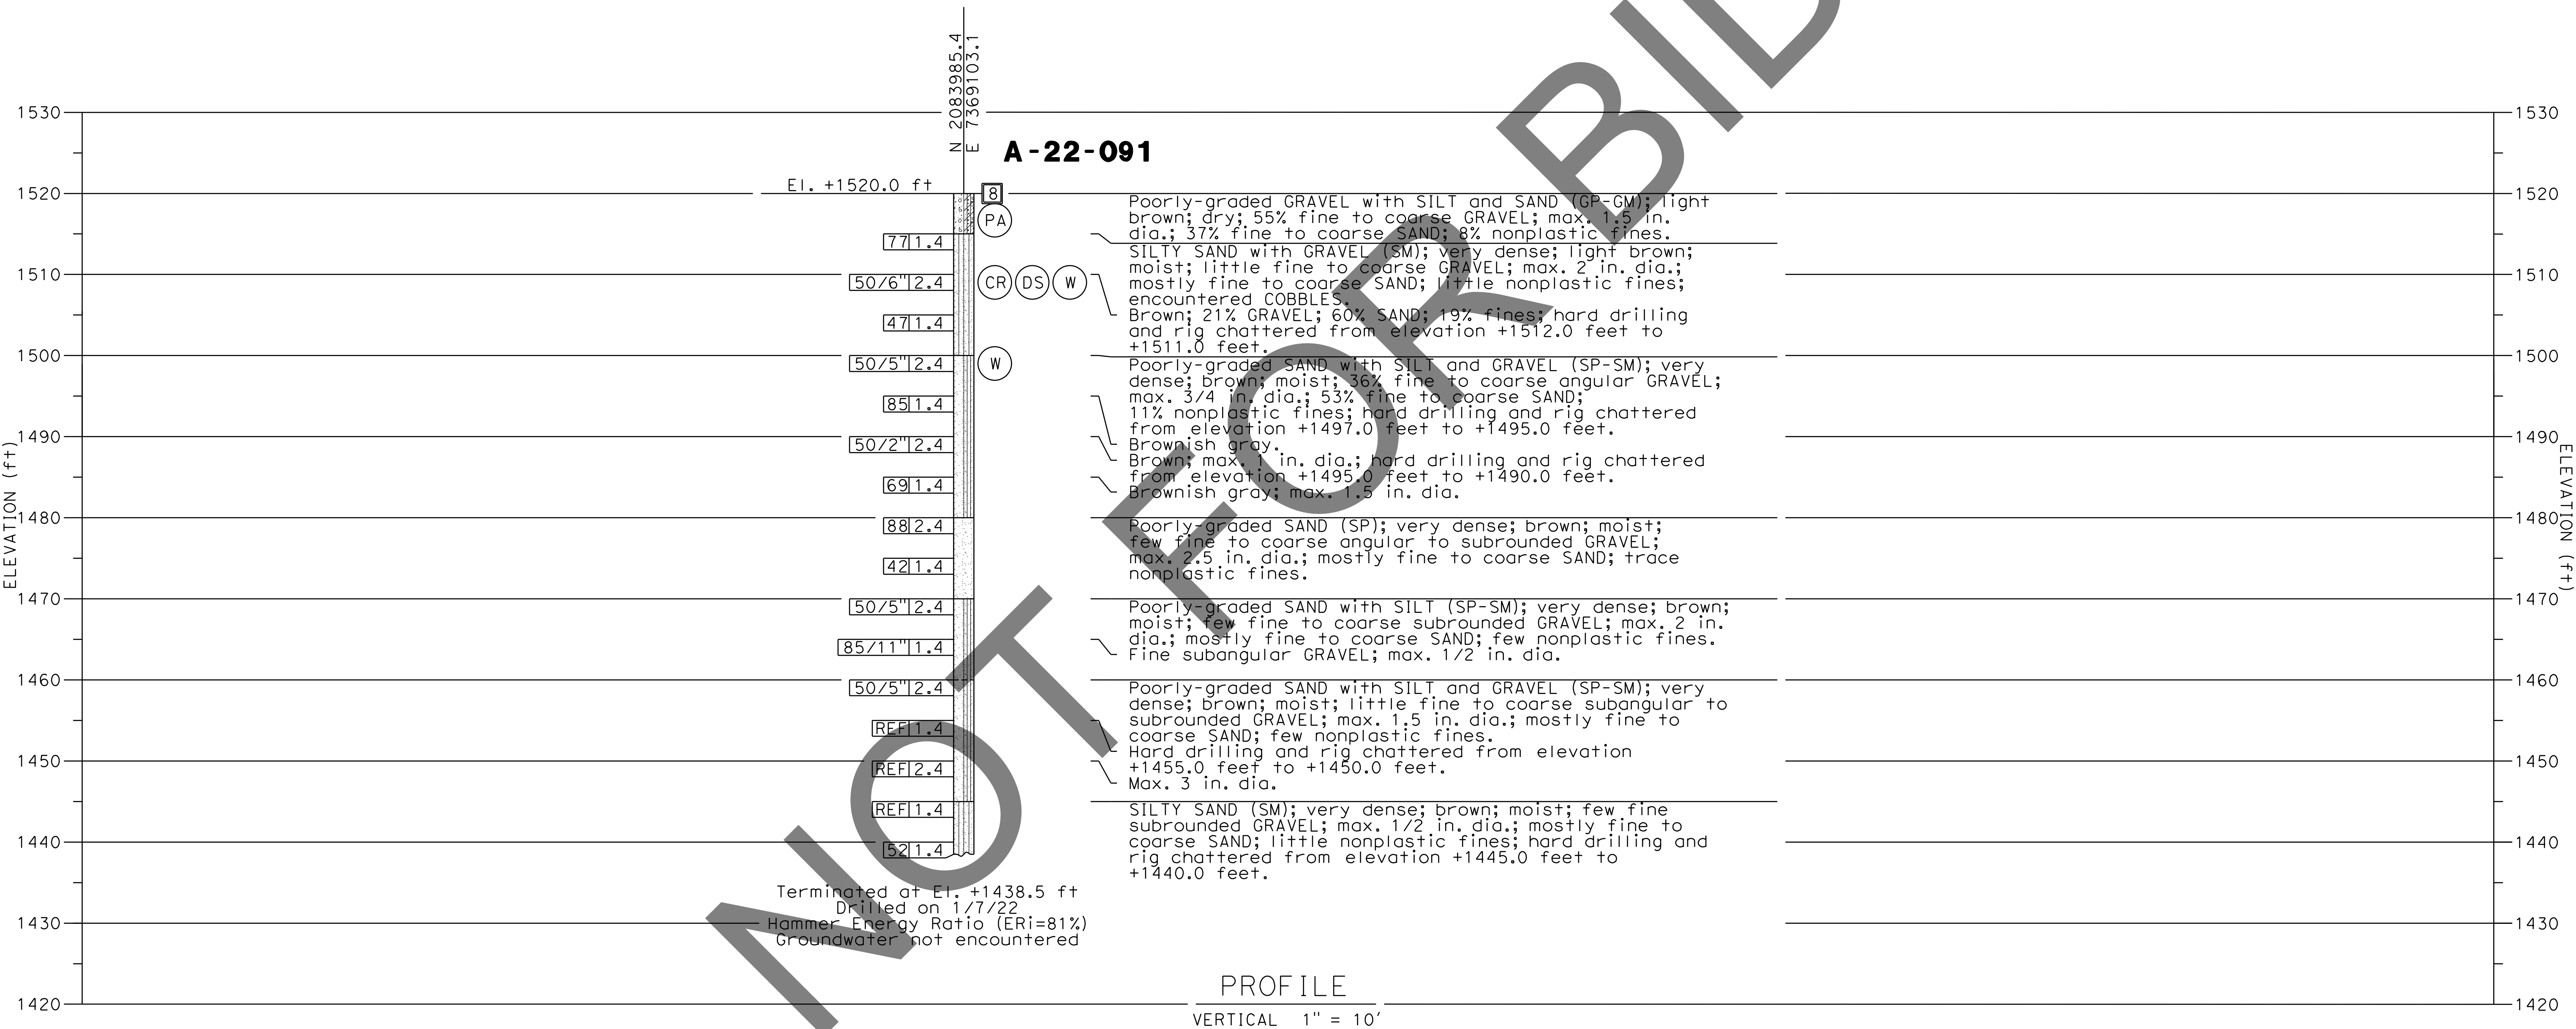 N 20839985.4
E 7369103.1
A-22-091
1530
1530
El. +1520.0 ft
8
1520
1520
PA
Poorly-graded GRAVEL with SILT and SAND (GP-GM); light
brown; dry; 55% fine to coarse GRAVEL; max. 1.5 in.
dia.; 37% fine to coarse SAND; 8% nonplastic fines.
77 1.4
SILTY SAND with GRAVEL (SM); very dense; light brown;
moist; little fine to coarse GRAVEL; max. 2 in. dia.;
mostly fine to coarse SAND; little nonplastic fines;
encountered COBBLES.
1510
1510
50/6" 2.4
CR DS W
Brown; 21% GRAVEL; 60% SAND; 19% fines; hard drilling
and rig chattered from elevation +1512.0 feet to
+1511.0 feet.
47 1.4
1500
1500
50/5" 2.4
W
Poorly-graded SAND with SILT and GRAVEL (SP-SM); very
dense; brown; moist; 36% fine to coarse angular GRAVEL;
max. 3/4 in. dia.; 53% fine to coarse SAND;
11% nonplastic fines; hard drilling and rig chattered
from elevation +1497.0 feet to +1495.0 feet.
85 1.4
Brownish gray.
1490
1490
50/2" 2.4
Brown; max. 1 in. dia.; hard drilling and rig chattered
from elevation +1495.0 feet to +1490.0 feet.
69 1.4
Brownish gray; max. 1.5 in. dia.
ELEVATION (ft)
ELEVATION (ft)
1480
1480
88 2.4
Poorly-graded SAND (SP); very dense; brown; moist;
few fine to coarse angular to subrounded GRAVEL;
max. 2.5 in. dia.; mostly fine to coarse SAND; trace
nonplastic fines.
42 1.4
1470
1470
50/5" 2.4
Poorly-graded SAND with SILT (SP-SM); very dense; brown;
moist; few fine to coarse subrounded GRAVEL; max. 2 in.
dia.; mostly fine to coarse SAND; few nonplastic fines.
85/11" 1.4
Fine subangular GRAVEL; max. 1/2 in. dia.
1460
1460
50/5" 2.4
Poorly-graded SAND with SILT and GRAVEL (SP-SM); very
dense; brown; moist; little fine to coarse subangular to
subrounded GRAVEL; max. 1.5 in. dia.; mostly fine to
coarse SAND; few nonplastic fines.
REF 1.4
Hard drilling and rig chattered from elevation
+1455.0 feet to +1450.0 feet.
1450
1450
REF 2.4
Max. 3 in. dia.
REF 1.4
SILTY SAND (SM); very dense; brown; moist; few fine
subrounded GRAVEL; max. 1/2 in. dia.; mostly fine to
coarse SAND; little nonplastic fines; hard drilling and
rig chattered from elevation +1445.0 feet to
+1440.0 feet.
1440
1440
52 1.4
Terminated at El. +1438.5 ft
Drilled on 1/7/22
Hammer Energy Ratio (ERi=81%)
Groundwater not encountered
1430
1430
1420
1420
PROFILE
VERTICAL 1" = 10'
NOT FOR BID